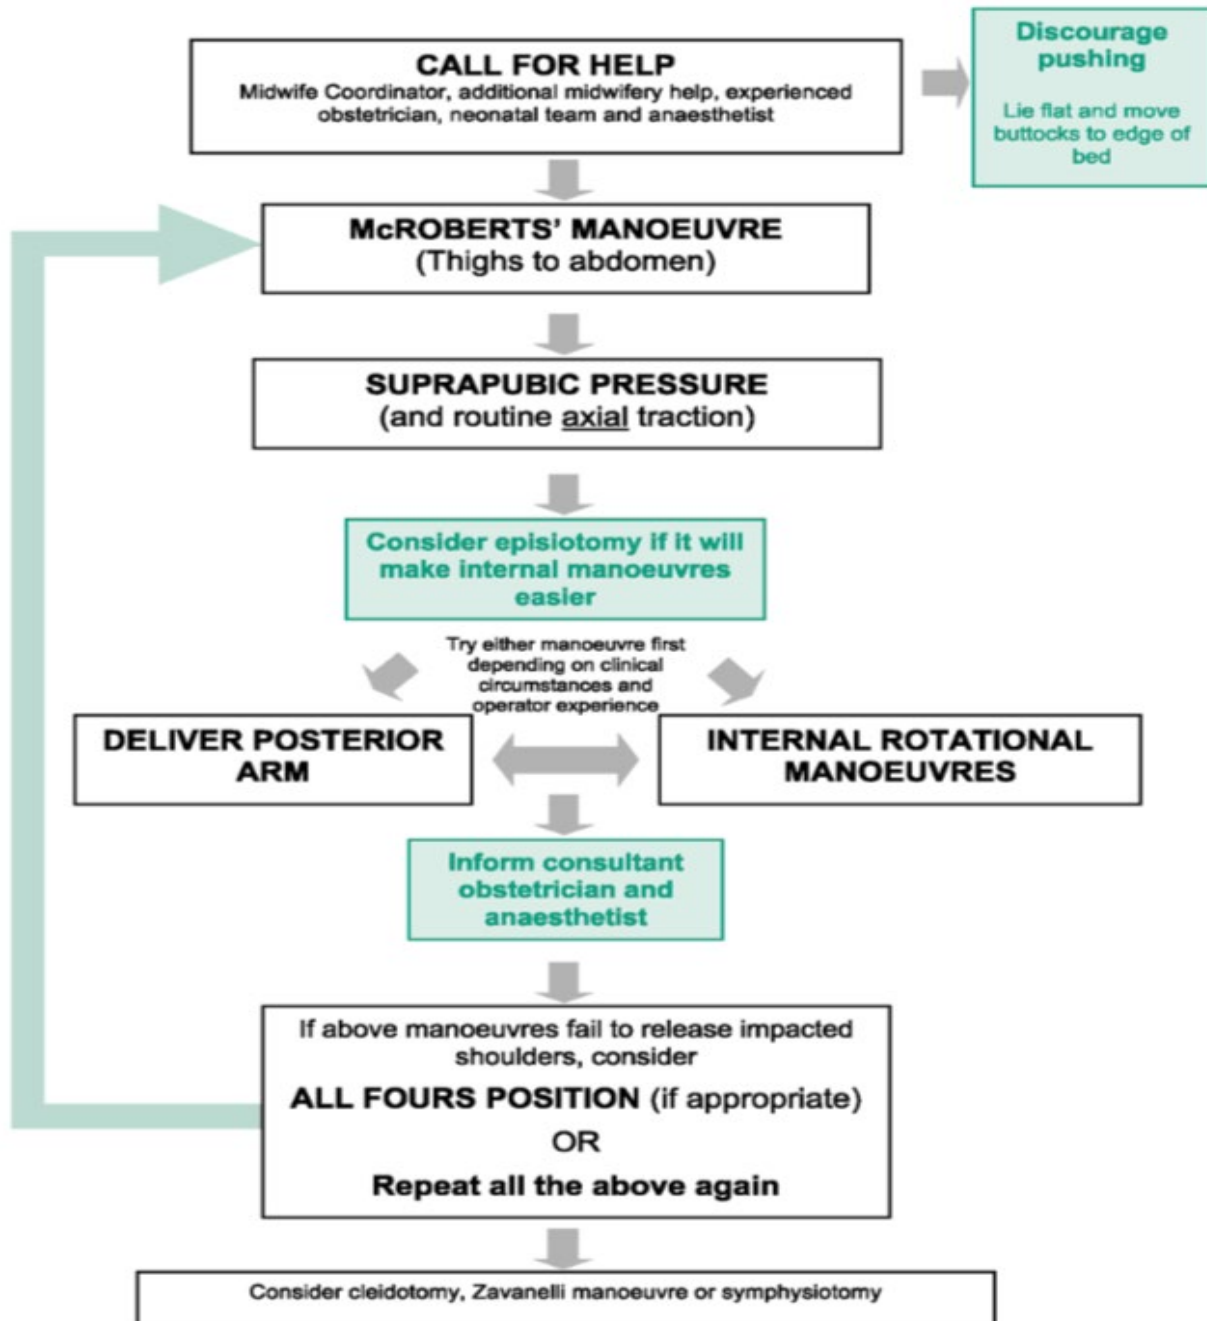 CALL FOR HELP
Midwife Coordinator, additional midwifery help, experienced
obstetrician, neonatal team and anaesthetist
Discourage
pushing
Lie flat and move
buttocks to edge of
bed
McROBERTS' MANOEUVRE
(Thighs to abdomen)
SUPRAPUBIC PRESSURE
(and routine axial traction)
Consider episiotomy if it will
make internal manoeuvres
easier
Try either manoeuvre first
depending on clinical
circumstances and
operator experience
DELIVER POSTERIOR
ARM
INTERNAL ROTATIONAL
MANOEUVRES
Inform consultant
obstetrician and
anaesthetist
If above manoeuvres fail to release impacted
shoulders, consider
ALL FOURS POSITION (if appropriate)
OR
Repeat all the above again
Consider cleidotomy, Zavanelli manoeuvre or symphysiotomy